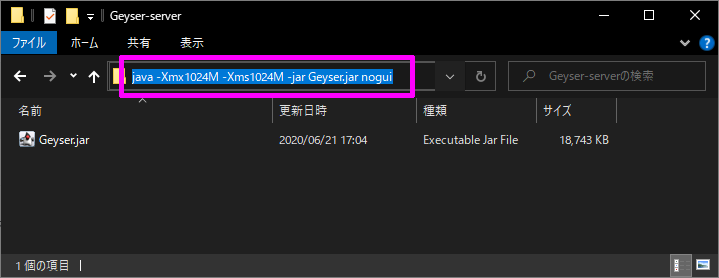 Geyser-server
ファイル ホーム 共有 表示
java -Xmx1024M -Xms1024M -jar Geyser.jar nogui Geyser-serverの検索
名前 更新日時 種類 サイズ
Geyser.jar 2020/06/21 17:04 Executable Jar File 18,743 KB
1 個の項目